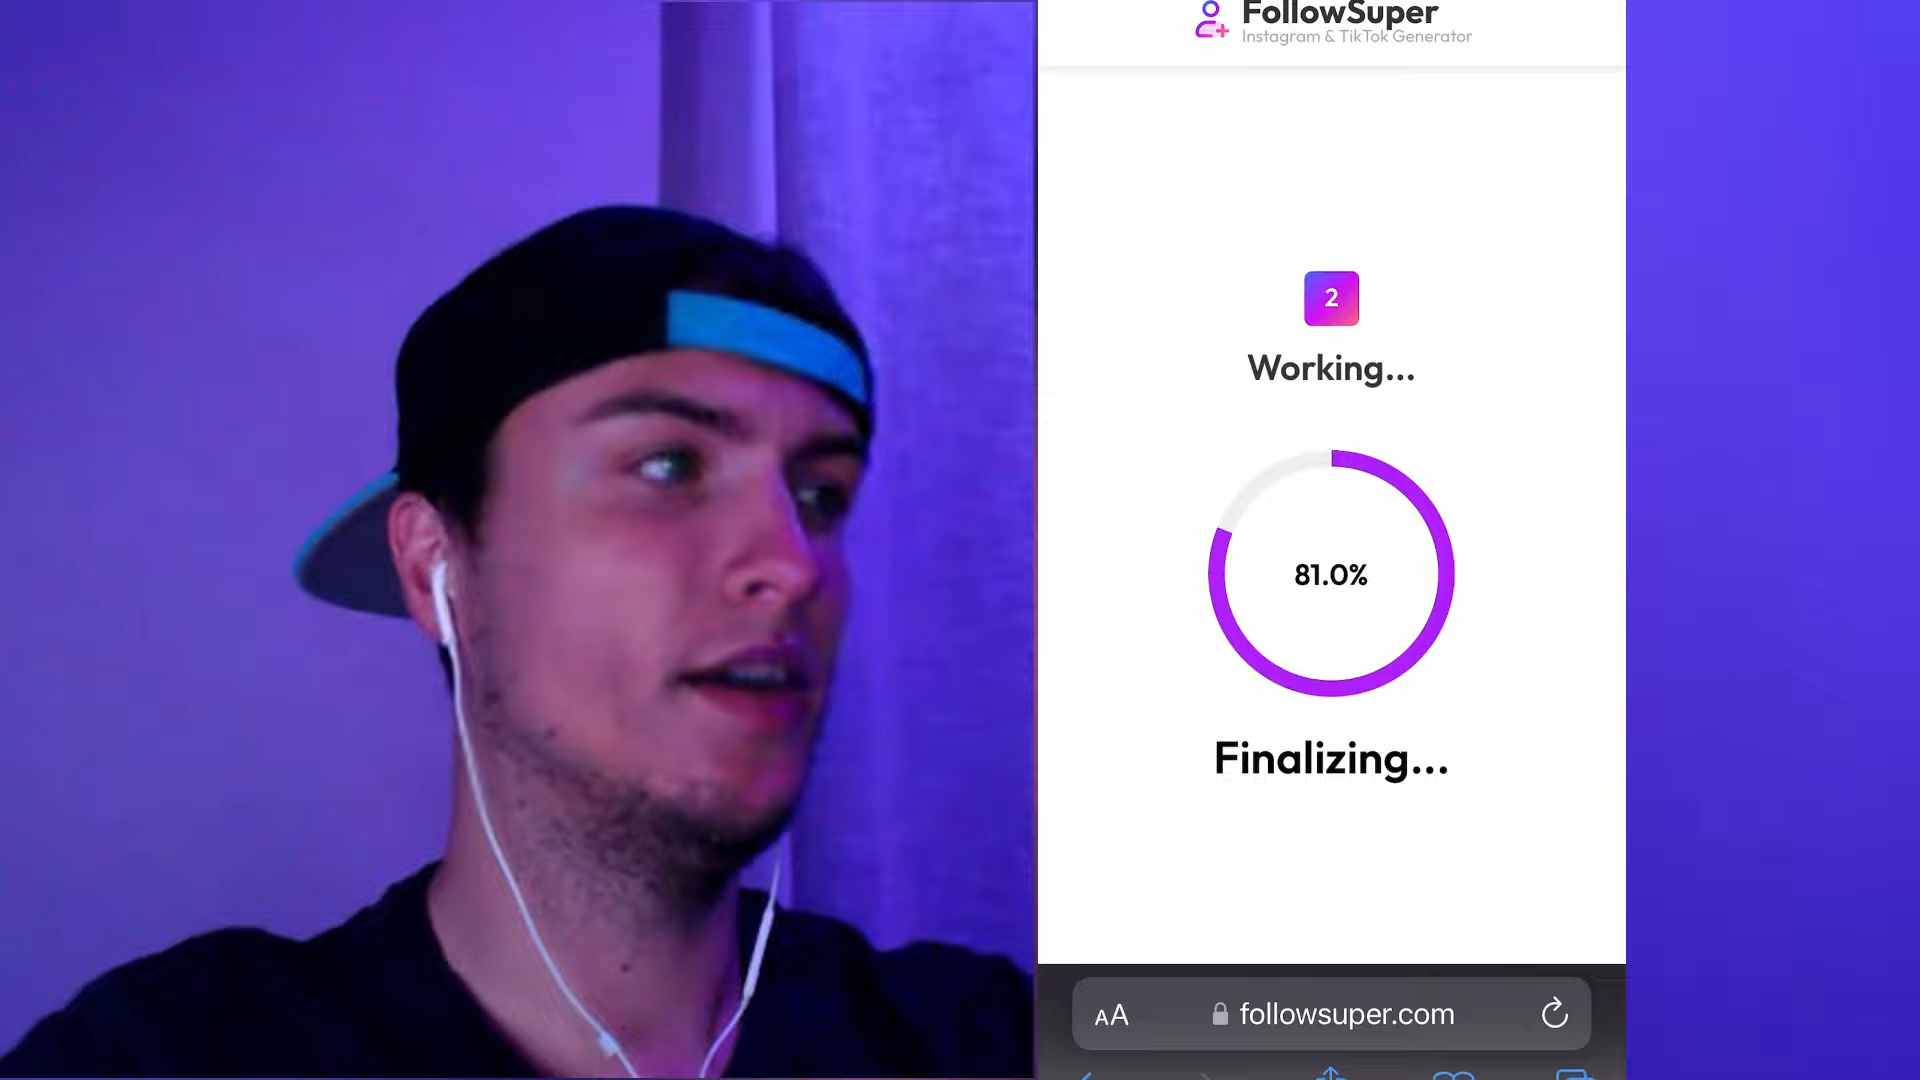 FollowSuper
Instagram & TikTok Generator
2
Working...
81.0%
Finalizing...
AA
followsuper.com